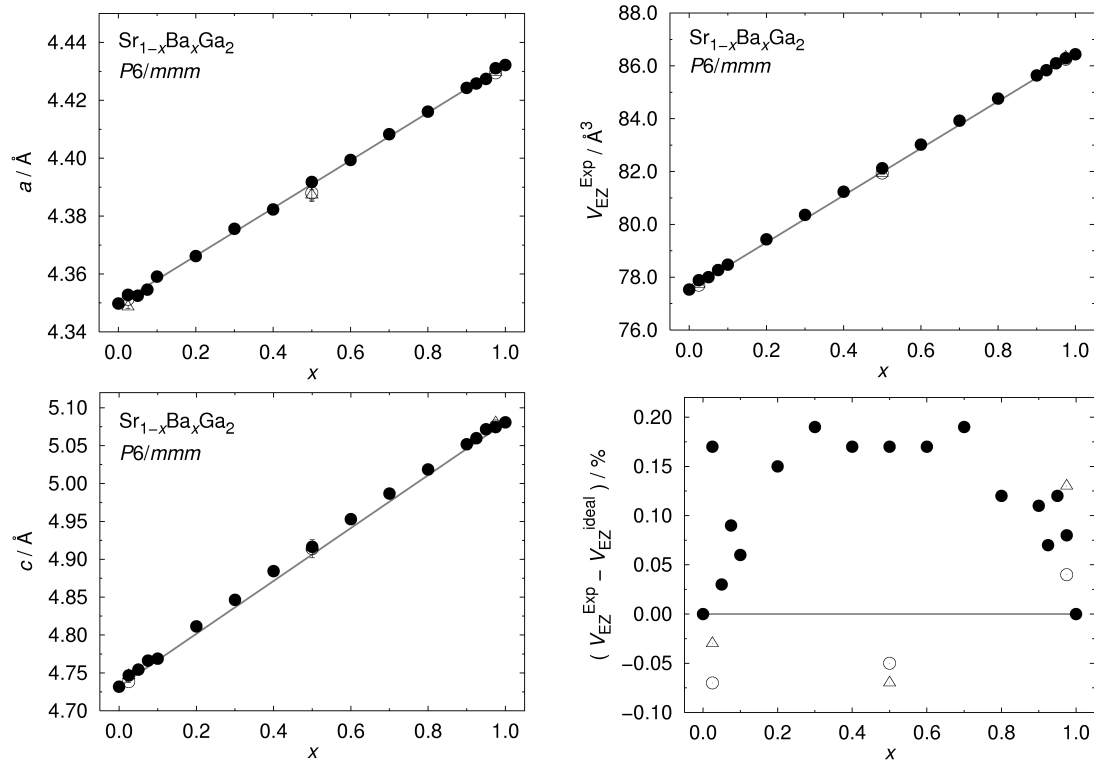 4.44
4.42
4.40
4.38
4.36
4.34
a / Å
Sr₁₋ₓBaₓGa₂
P6/mmm
0.0 0.2 0.4 0.6 0.8 1.0
x
88.0
86.0
84.0
82.0
80.0
78.0
76.0
V_EZ^Exp / Å³
Sr₁₋ₓBaₓGa₂
P6/mmm
0.0 0.2 0.4 0.6 0.8 1.0
x
5.10
5.05
5.00
4.95
4.90
4.85
4.80
4.75
4.70
c / Å
Sr₁₋ₓBaₓGa₂
P6/mmm
0.0 0.2 0.4 0.6 0.8 1.0
x
0.20
0.15
0.10
0.05
0.00
−0.05
−0.10
( V_EZ^Exp − V_EZ^ideal ) / %
0.0 0.2 0.4 0.6 0.8 1.0
x